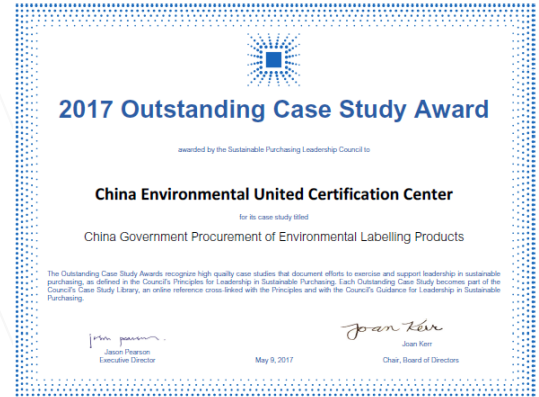 2017 Outstanding Case Study Award
awarded by the Sustainable Purchasing Leadership Council to
China Environmental United Certification Center
for its case study titled
China Government Procurement of Environmental Labelling Products
The Outstanding Case Study Awards recognize high quality case studies that document efforts to exercise and support leadership in sustainable
purchasing, as defined in the Council's Principles for Leadership in Sustainable Purchasing. Each Outstanding Case Study becomes part of the
Council's Case Study Library, an online reference cross-linked with the Principles and with the Council's Guidance for Leadership in Sustainable
Purchasing.
Jason Pearson
Joan Kerr
Jason Pearson
Executive Director
May 9, 2017
Joan Kerr
Chair, Board of Directors